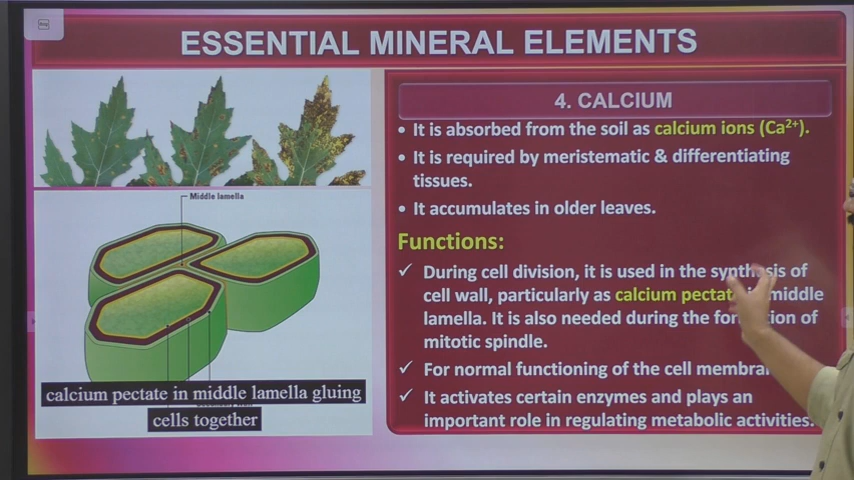 ESSENTIAL MINERAL ELEMENTS
4. CALCIUM
• It is absorbed from the soil as calcium ions (Ca²⁺).
• It is required by meristematic & differentiating
tissues.
• It accumulates in older leaves.
Functions:
✓ During cell division, it is used in the synthesis of
cell wall, particularly as calcium pectat middle
lamella. It is also needed during the for on of
mitotic spindle.
✓ For normal functioning of the cell membra
✓ It activates certain enzymes and plays an
important role in regulating metabolic activities.
Middle lamella
calcium pectate in middle lamella gluing
cells together